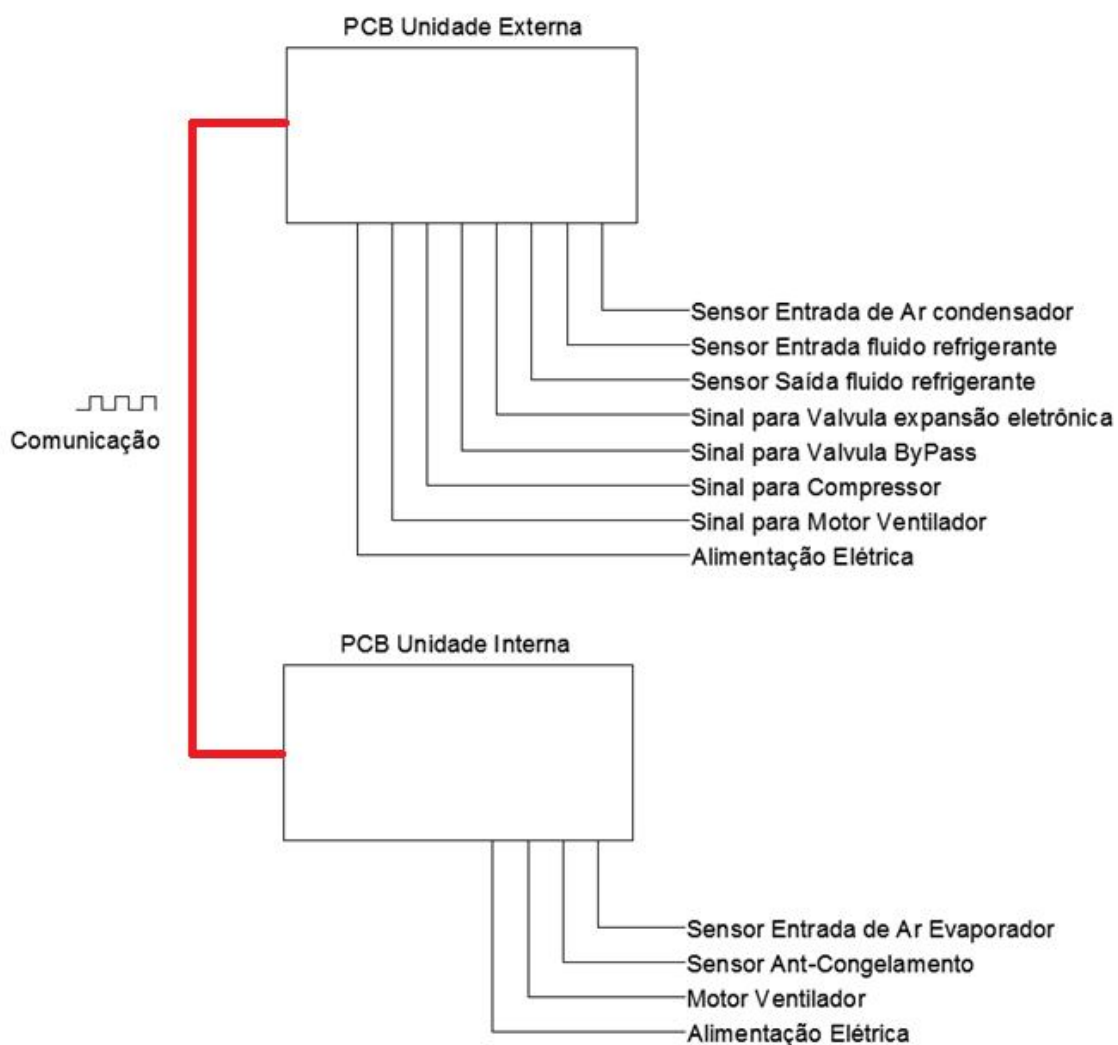 PCB Unidade Externa
Sensor Entrada de Ar condensador
Sensor Entrada fluido refrigerante
Sensor Saída fluido refrigerante
Sinal para Valvula expansão eletrônica
Comunicação
Sinal para Valvula ByPass
Sinal para Compressor
Sinal para Motor Ventilador
Alimentação Elétrica
PCB Unidade Interna
Sensor Entrada de Ar Evaporador
Sensor Ant-Congelamento
Motor Ventilador
Alimentação Elétrica